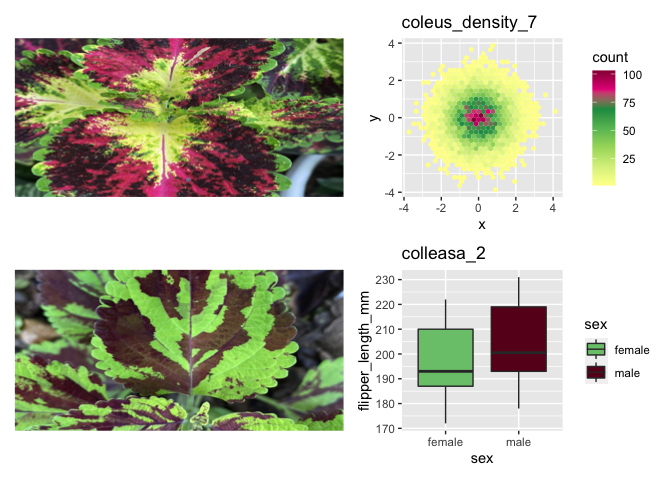 coleus_density_7
4
2
0
-2
-4
y
-4 -2 0 2 4
x
count
100
75
50
25
colleasa_2
230
220
210
200
190
180
170
flipper_length_mm
female male
sex
sex
female
male